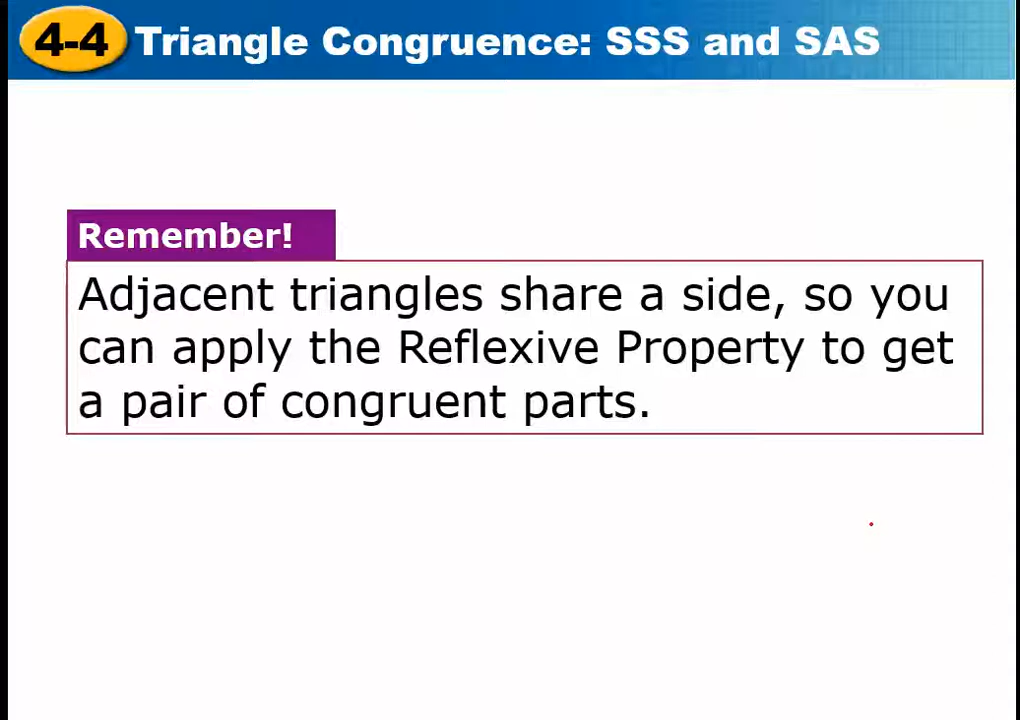 4-4 Triangle Congruence: SSS and SAS
Remember!
Adjacent triangles share a side, so you
can apply the Reflexive Property to get
a pair of congruent parts.